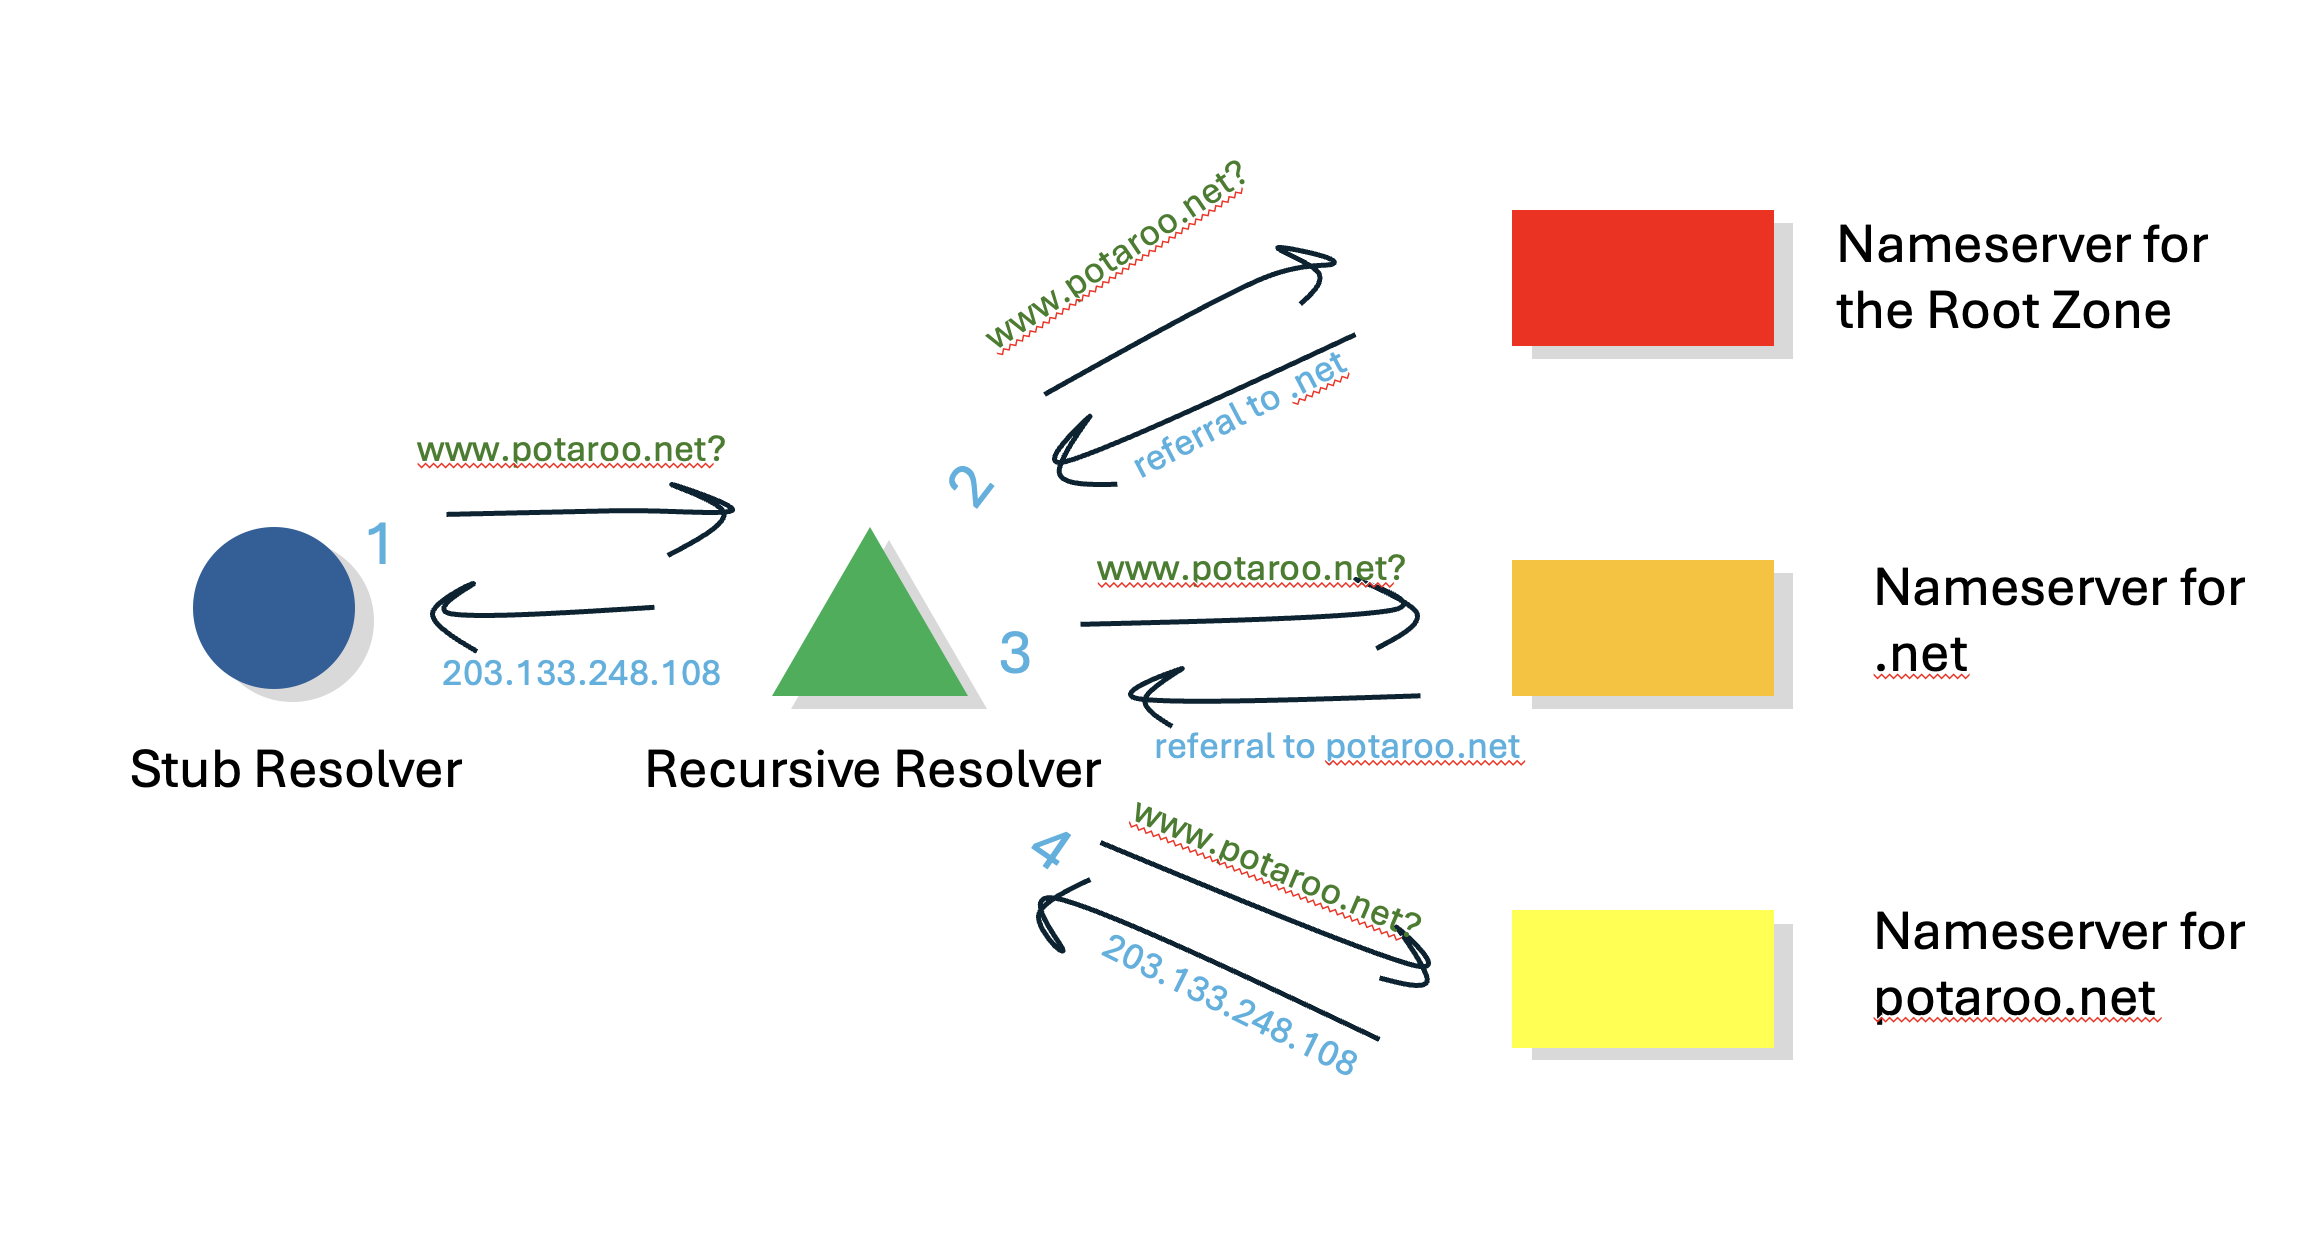 www.potaroo.net?
1
203.133.248.108
Stub Resolver
Recursive Resolver
www.potaroo.net?
2
referral to .net
Nameserver for
the Root Zone
www.potaroo.net?
3
referral to potaroo.net
Nameserver for
.net
www.potaroo.net?
4
203.133.248.108
Nameserver for
potaroo.net